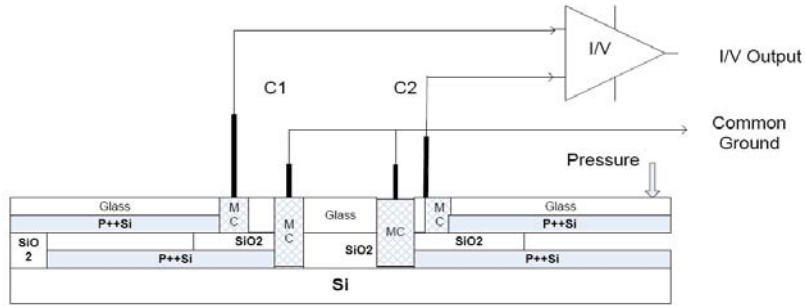 I/V
I/V Output
C1
C2
Common
Ground
Pressure
Glass
M
C
M
C
Glass
MC
M
C
Glass
P++Si
P++Si
SiO
2
SiO2
SiO2
SiO2
P++Si
P++Si
Si